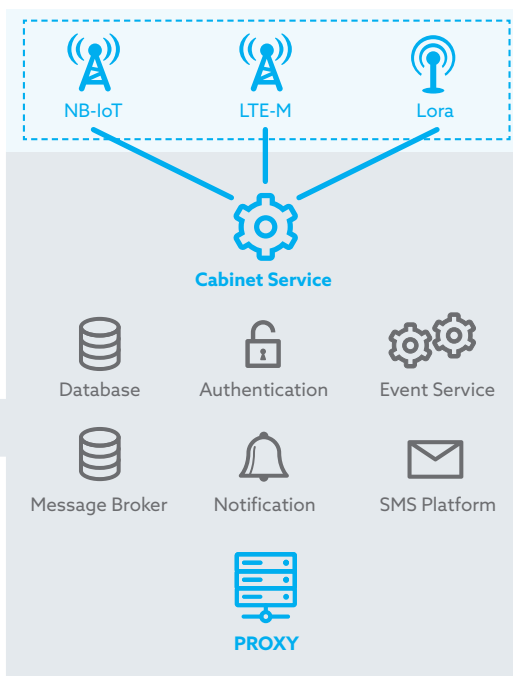 NB-IoT LTE-M Lora
Cabinet Service
Database Authentication Event Service
Message Broker Notification SMS Platform
PROXY